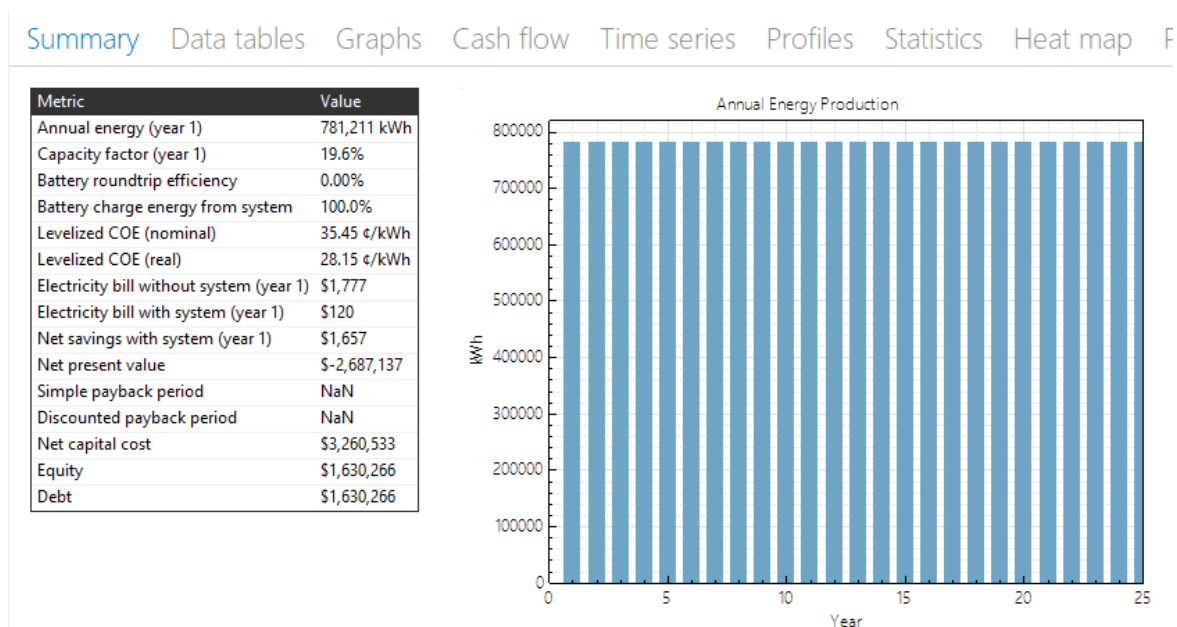 Summary Data tables Graphs Cash flow Time series Profiles Statistics Heat map
Metric Value
Annual energy (year 1) 781,211 kWh
Capacity factor (year 1) 19.6%
Battery roundtrip efficiency 0.00%
Battery charge energy from system 100.0%
Levelized COE (nominal) 35.45 ¢/kWh
Levelized COE (real) 28.15 ¢/kWh
Electricity bill without system (year 1) $1,777
Electricity bill with system (year 1) $120
Net savings with system (year 1) $1,657
Net present value $-2,687,137
Simple payback period NaN
Discounted payback period NaN
Net capital cost $3,260,533
Equity $1,630,266
Debt $1,630,266
Annual Energy Production
kWh
800000
700000
600000
500000
400000
300000
200000
100000
0
0 5 10 15 20 25
Year